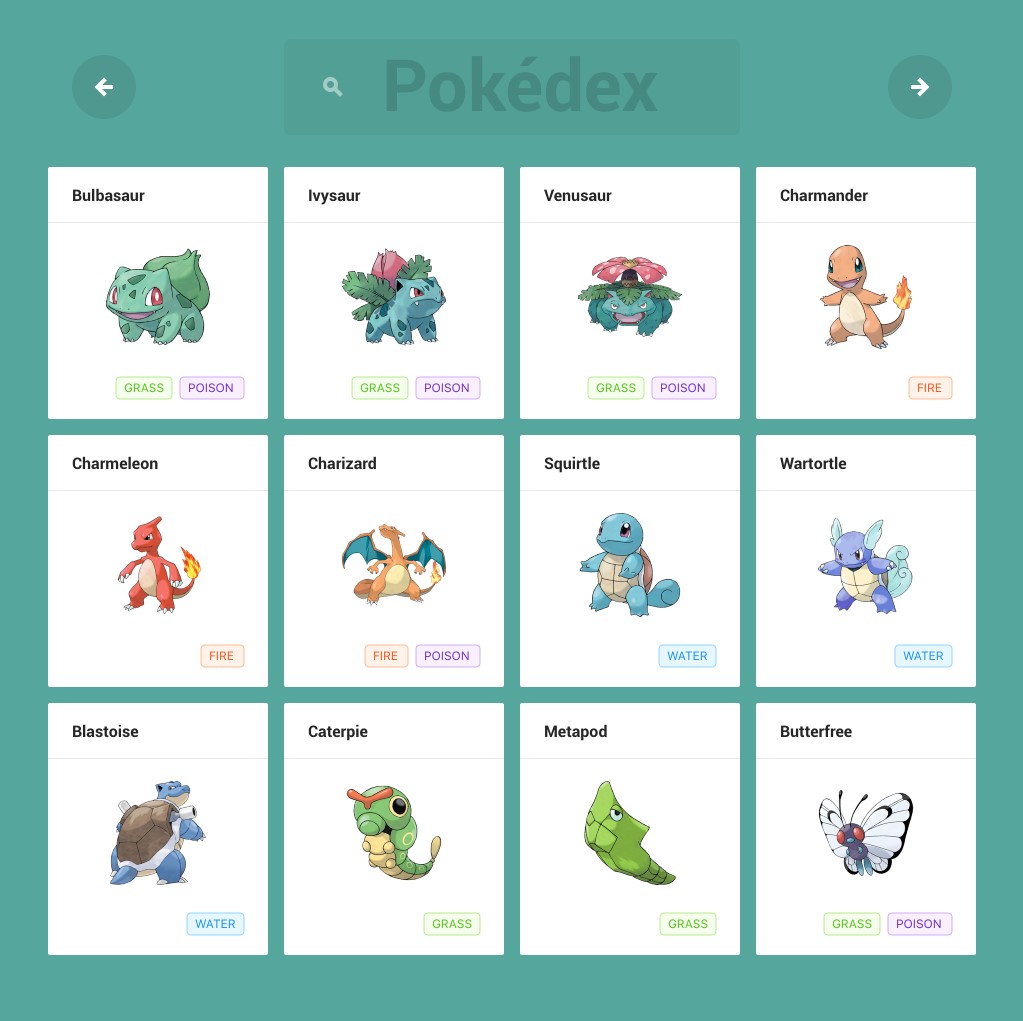 Pokédex
Bulbasaur
Ivysaur
Venusaur
Charmander
GRASS POISON
GRASS POISON
GRASS POISON
FIRE
Charmeleon
Charizard
Squirtle
Wartortle
FIRE
FIRE POISON
WATER
WATER
Blastoise
Caterpie
Metapod
Butterfree
WATER
GRASS
GRASS
GRASS POISON